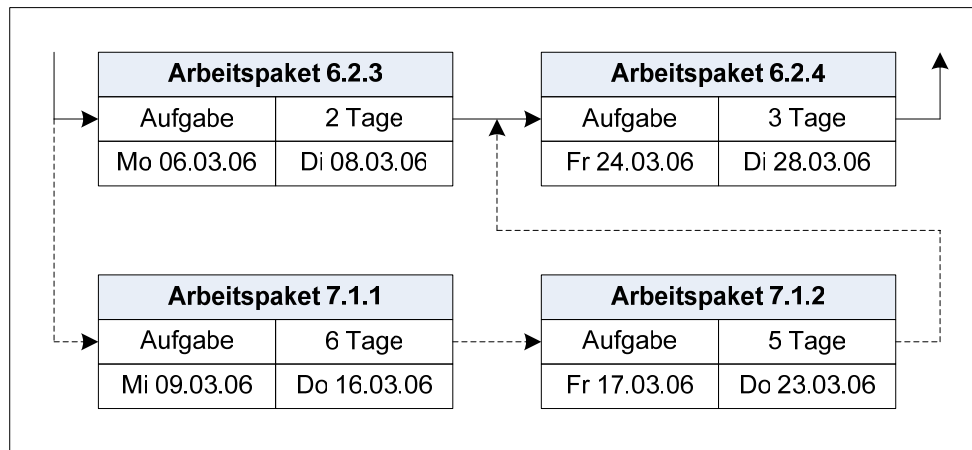 Arbeitspaket 6.2.3
Aufgabe 2 Tage
Mo 06.03.06 Di 08.03.06
Arbeitspaket 6.2.4
Aufgabe 3 Tage
Fr 24.03.06 Di 28.03.06
Arbeitspaket 7.1.1
Aufgabe 6 Tage
Mi 09.03.06 Do 16.03.06
Arbeitspaket 7.1.2
Aufgabe 5 Tage
Fr 17.03.06 Do 23.03.06